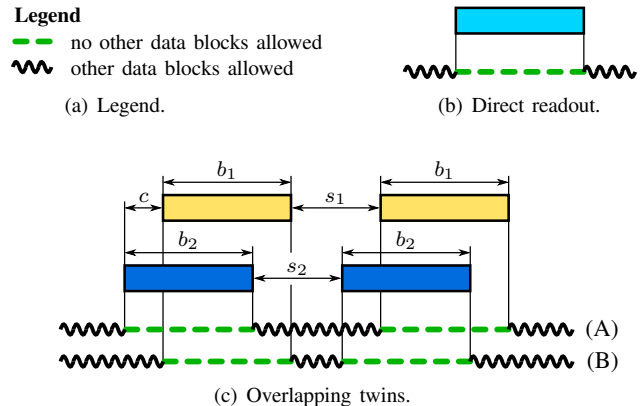 Legend
no other data blocks allowed
other data blocks allowed
(a) Legend.
(b) Direct readout.
b₁ b₁
c s₁
b₂ b₂
s₂
(A)
(B)
(c) Overlapping twins.